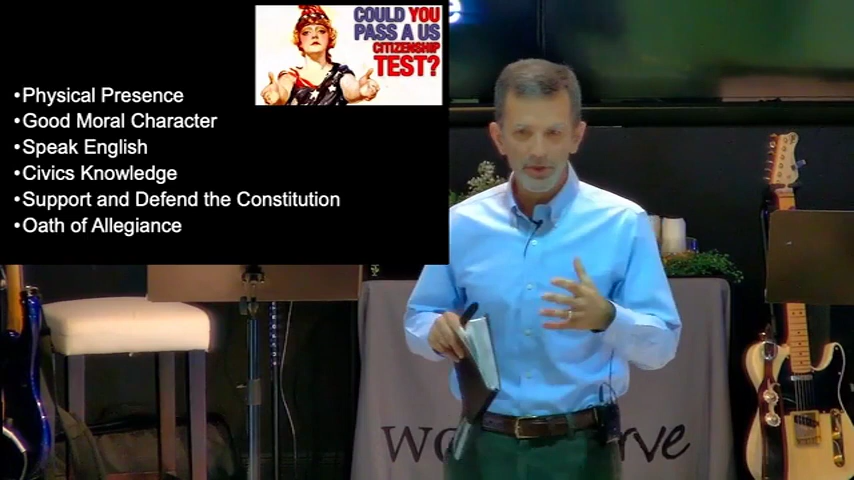 COULD YOU
PASS A US
CITIZENSHIP
TEST?
•Physical Presence
•Good Moral Character
•Speak English
•Civics Knowledge
•Support and Defend the Constitution
•Oath of Allegiance